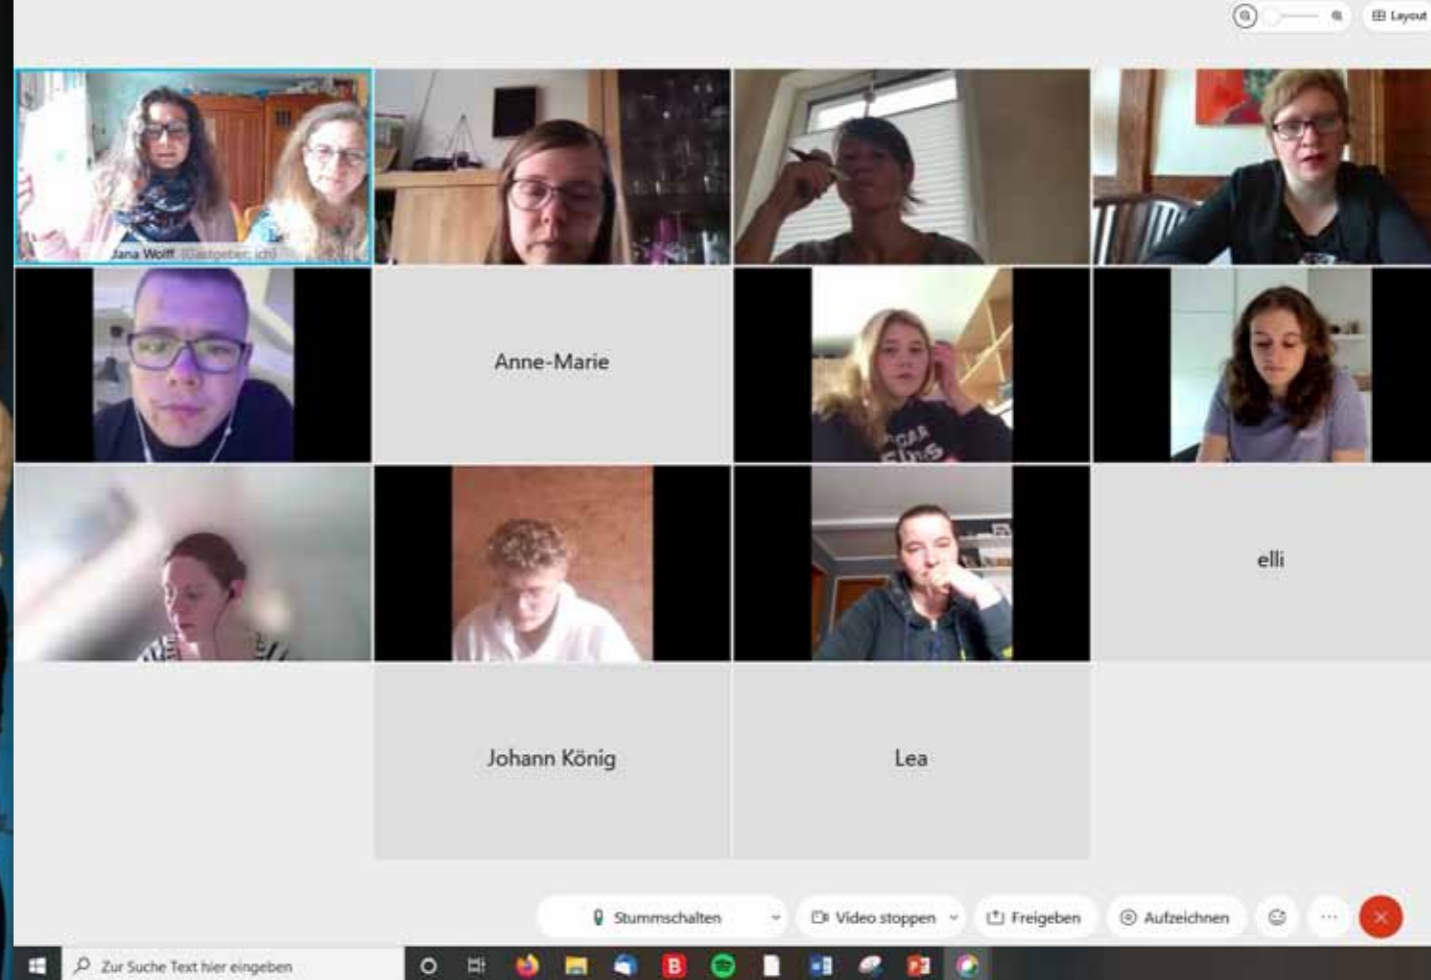 Layout
Jana Wolff (Gastgeber, ich)
Anne-Marie
elli
Johann König
Lea
Stummschalten
Video stoppen
Freigeben
Aufzeichnen
Zur Suche Text hier eingeben
B